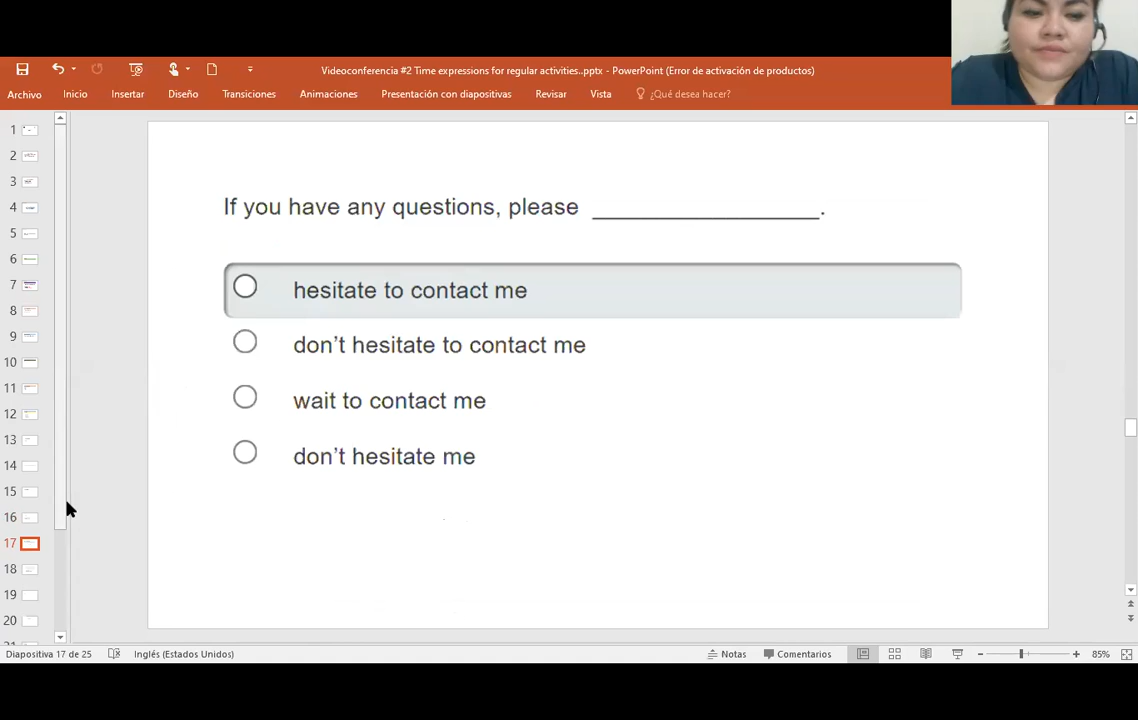 Videoconferencia #2 Time expressions for regular activities..pptx - PowerPoint (Error de activación de productos)
Archivo Inicio Insertar Diseño Transiciones Animaciones Presentación con diapositivas Revisar Vista ¿Qué desea hacer?
1
2
3
4
5
6
7
8
9
10
11
12
13
14
15
16
17
18
19
20
If you have any questions, please ___________________.
hesitate to contact me
don’t hesitate to contact me
wait to contact me
don’t hesitate me
Diapositiva 17 de 25 Inglés (Estados Unidos) Notas Comentarios 85%